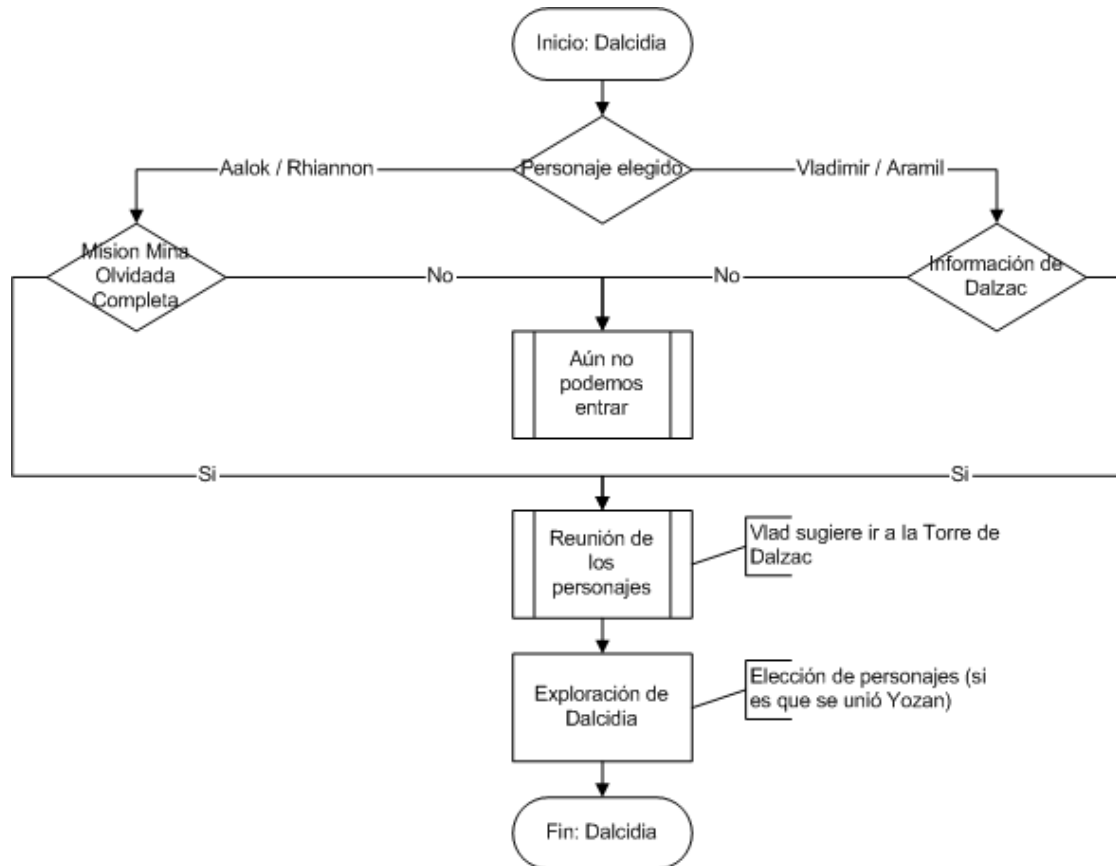 Inicio: Dalcidia
Personaje elegido
Aalok / Rhiannon
Vladimir / Aramil
Mision Mina
Olvidada
Completa
No
No
Información de
Dalzac
Aún no
podemos
entrar
Si
Si
Reunión de
los
personajes
Vlad sugiere ir a la Torre de
Dalzac
Exploración de
Dalcidia
Elección de personajes (si
es que se unió Yozan)
Fin: Dalcidia